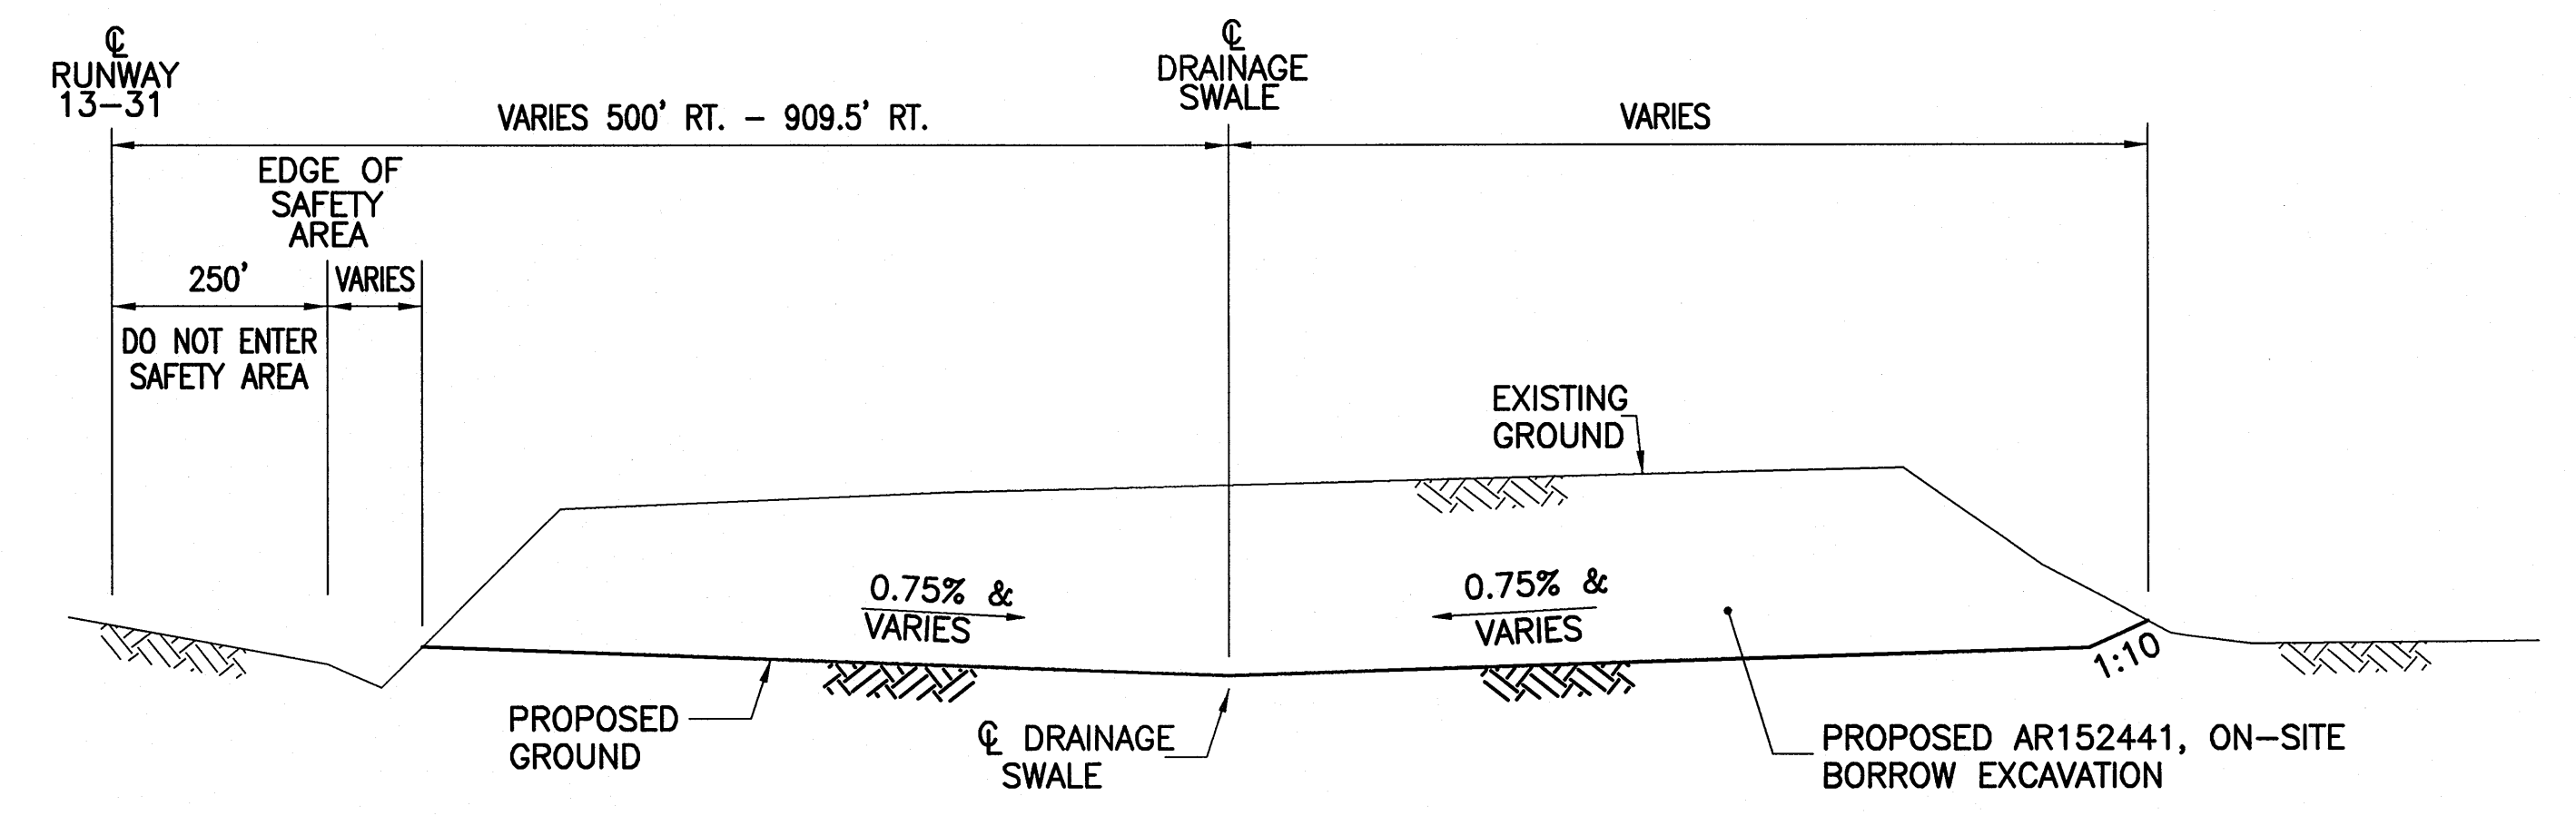 ℄
RUNWAY
13-31
℄
DRAINAGE
SWALE
VARIES 500' RT. - 909.5' RT.
VARIES
EDGE OF
SAFETY
AREA
250'
VARIES
DO NOT ENTER
SAFETY AREA
EXISTING
GROUND
0.75% &
VARIES
0.75% &
VARIES
1:10
PROPOSED
GROUND
℄ DRAINAGE
SWALE
PROPOSED AR152441, ON-SITE
BORROW EXCAVATION